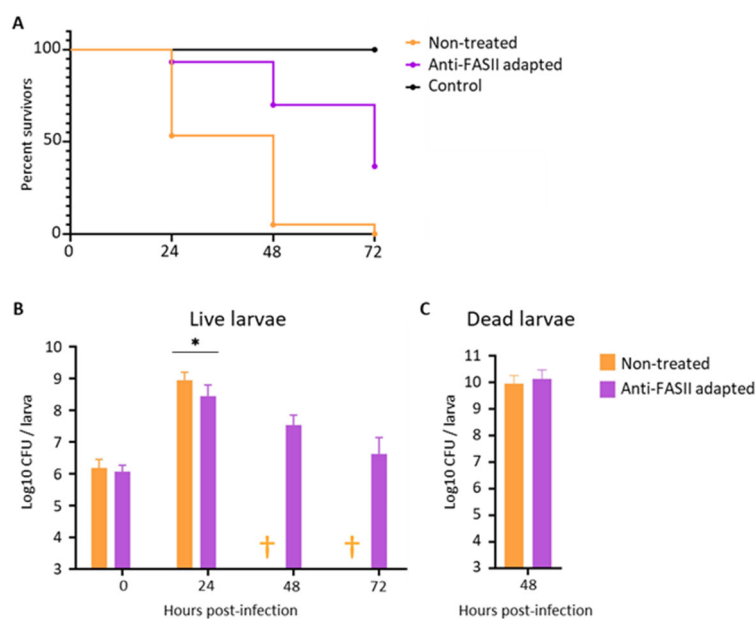 A
Percent survivors
100
50
0
0 24 48 72
Non-treated
Anti-FASII adapted
Control
B
Live larvae
*
Log10 CFU / larva
10
9
8
7
6
5
4
3
† †
0 24 48 72
Hours post-infection
C
Dead larvae
Log10 CFU / larva
11
10
9
8
7
6
5
4
3
48
Hours post-infection
Non-treated
Anti-FASII adapted